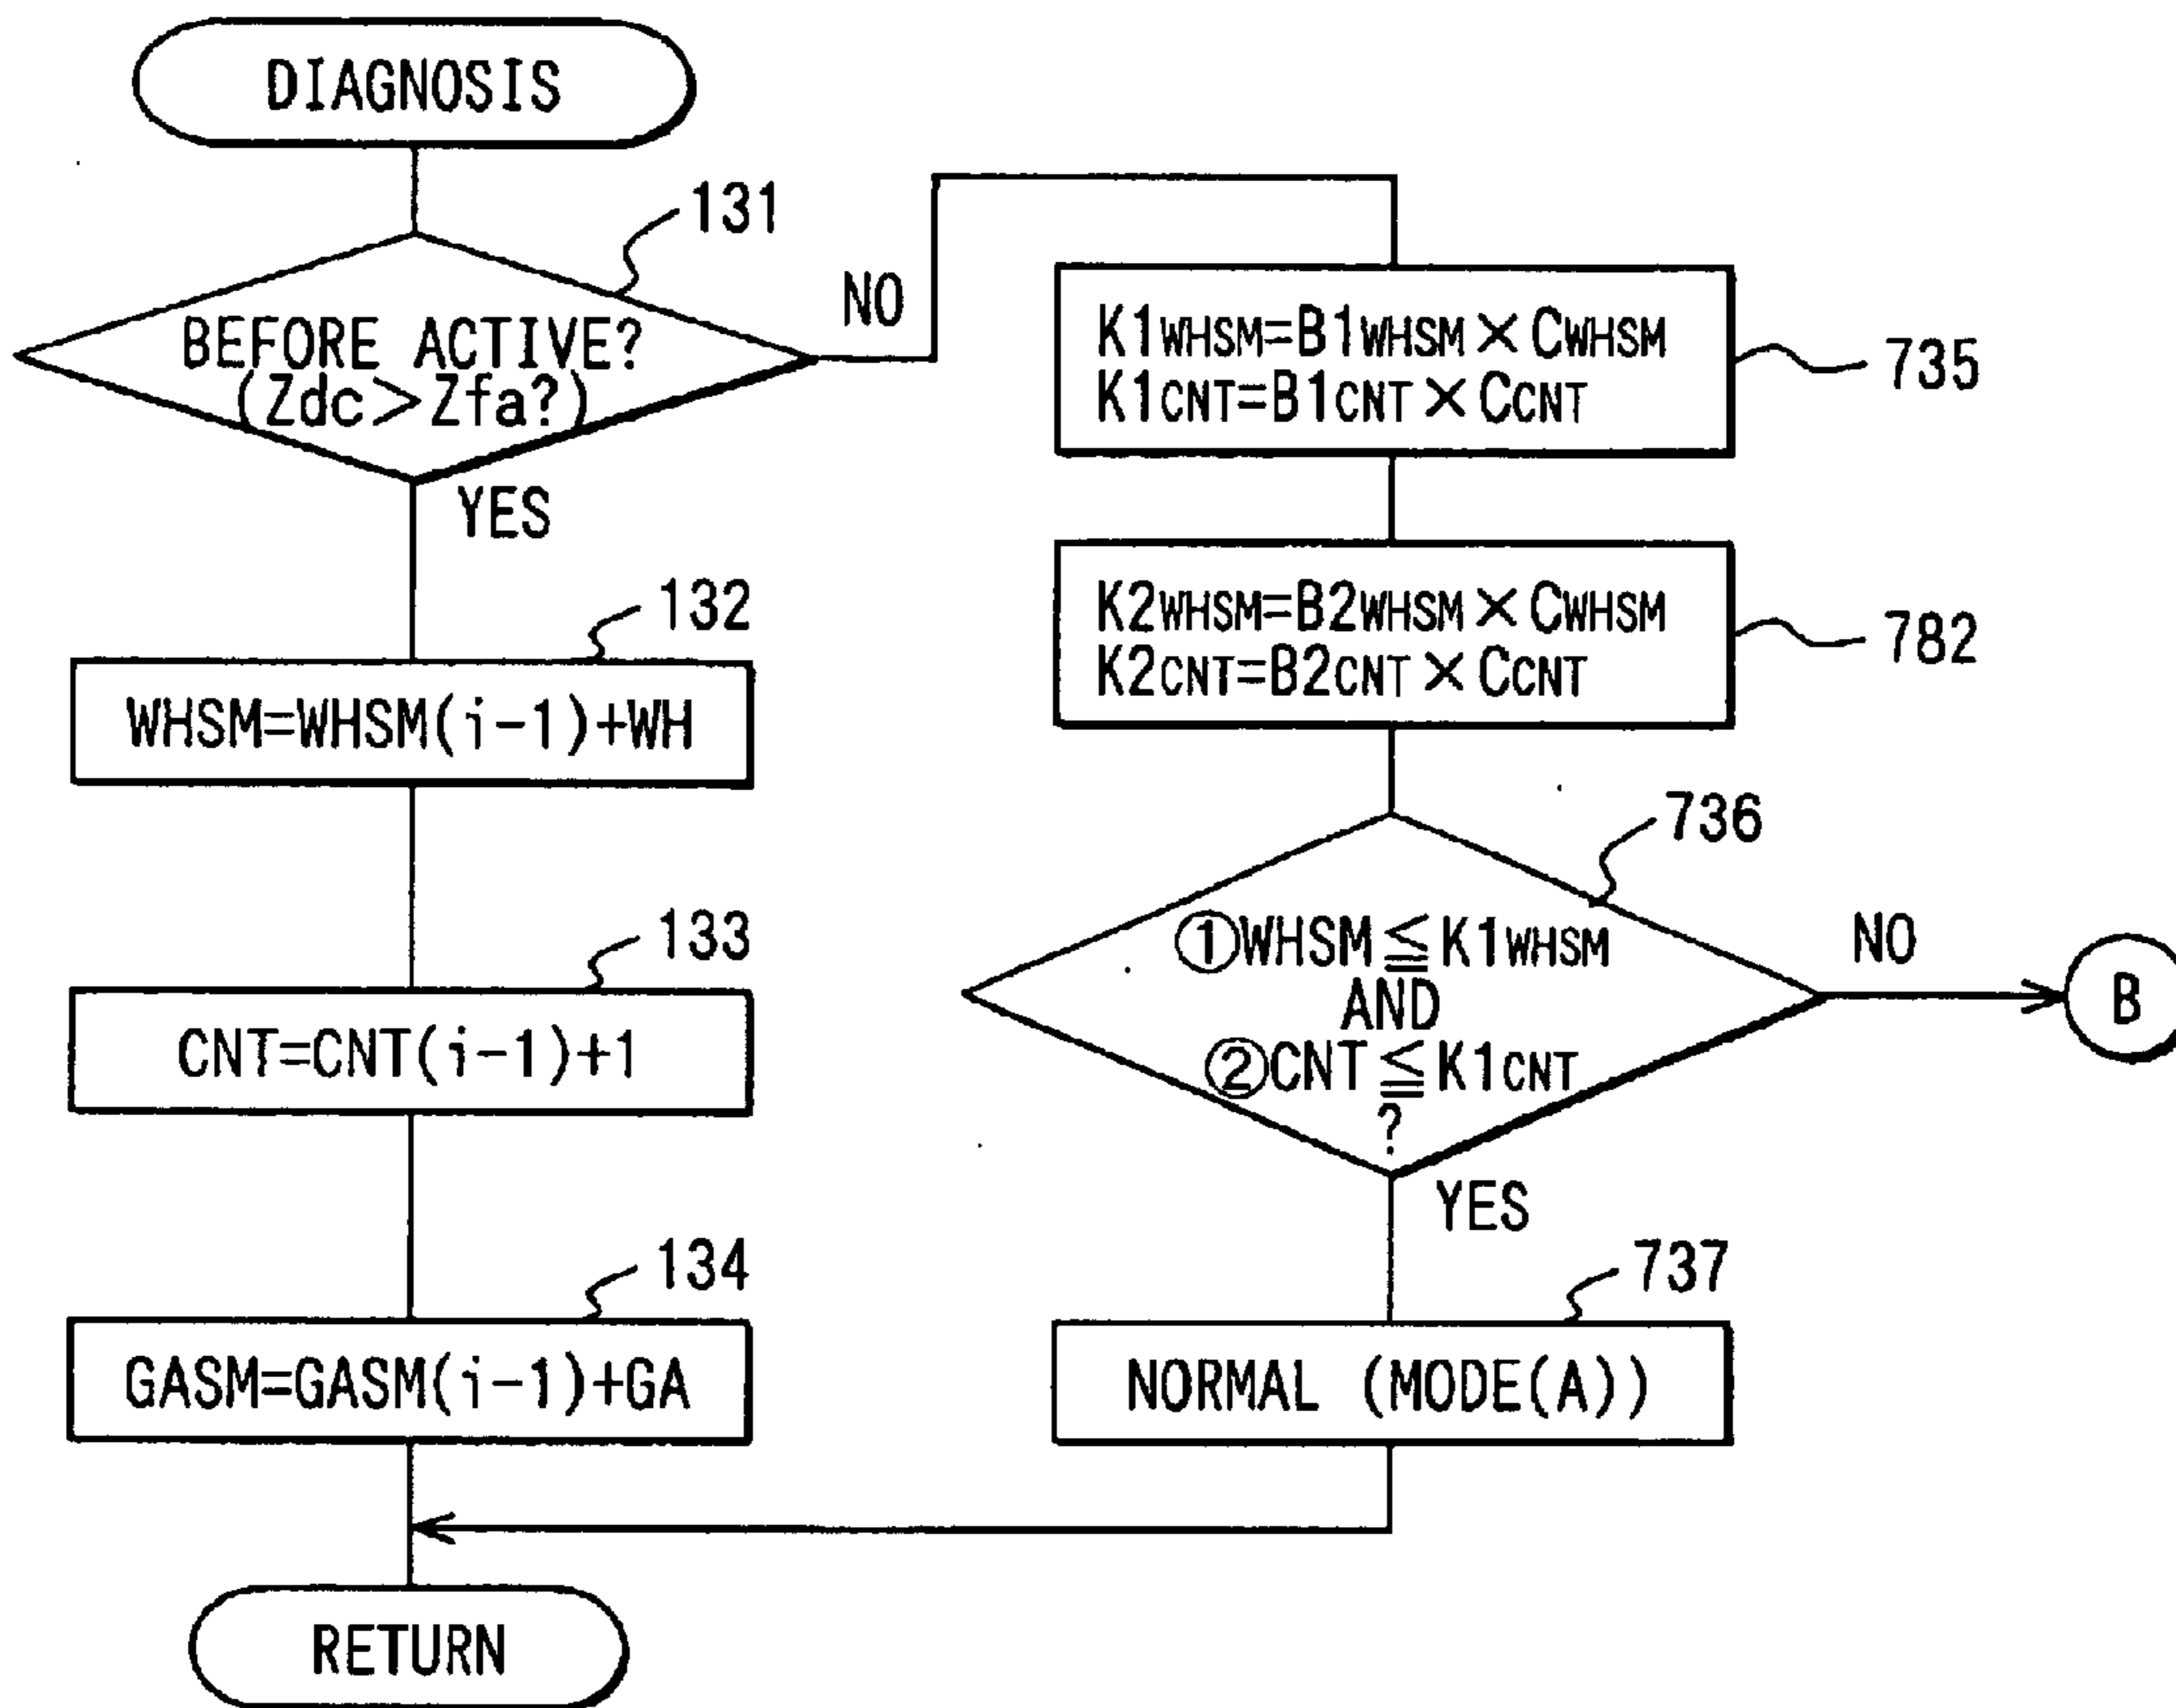 DIAGNOSIS
131
BEFORE ACTIVE?
(Zdc>Zfa?)
NO
YES
132
WHSM=WHSM(i-1)+WH
133
CNT=CNT(i-1)+1
134
GASM=GASM(i-1)+GA
RETURN
K1WHSM=B1WHSM×CWHSM
K1CNT=B1CNT×CCNT
735
K2WHSM=B2WHSM×CWHSM
K2CNT=B2CNT×CCNT
782
736
①WHSM≦K1WHSM
AND
②CNT≦K1CNT
?
NO
B
YES
737
NORMAL (MODE(A))